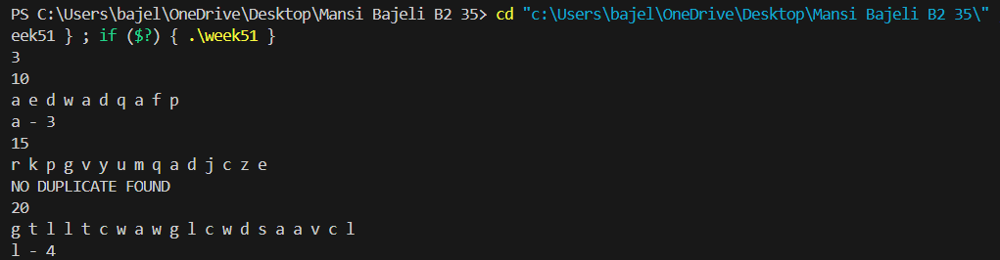 PS C:\Users\bajel\OneDrive\Desktop\Mansi Bajeli B2 35> cd "c:\Users\bajel\OneDrive\Desktop\Mansi Bajeli B2 35\"
eek51 } ; if ($?) { .\week51 }
3
10
a e d w a d q a f p
a - 3
15
r k p g v y u m q a d j c z e
NO DUPLICATE FOUND
20
g t l l t c w a w g l c w d s a a v c l
l - 4